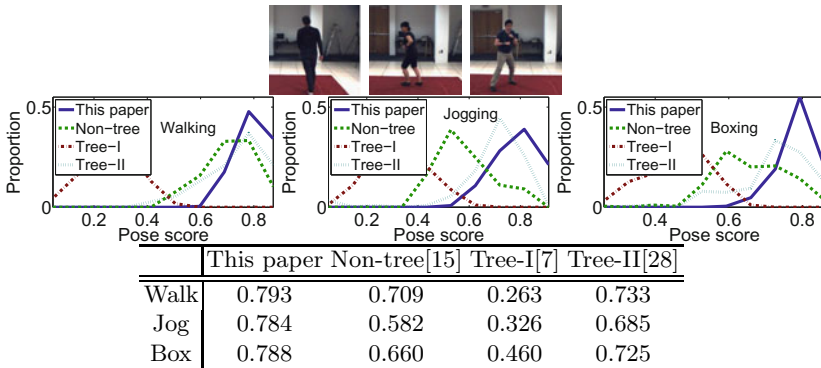 0.5
This paper
Non-tree
Tree-I
Tree-II
Walking
Proportion
0
0.2 0.4 0.6 0.8
Pose score
0.5
This paper
Non-tree
Tree-I
Tree-II
Jogging
Proportion
0
0.2 0.4 0.6 0.8
Pose score
0.5
This paper
Non-tree
Tree-I
Tree-II
Boxing
Proportion
0
0.4 0.6 0.8
Pose score
This paper Non-tree[15] Tree-I[7] Tree-II[28]
Walk 0.793 0.709 0.263 0.733
Jog 0.784 0.582 0.326 0.685
Box 0.788 0.660 0.460 0.725